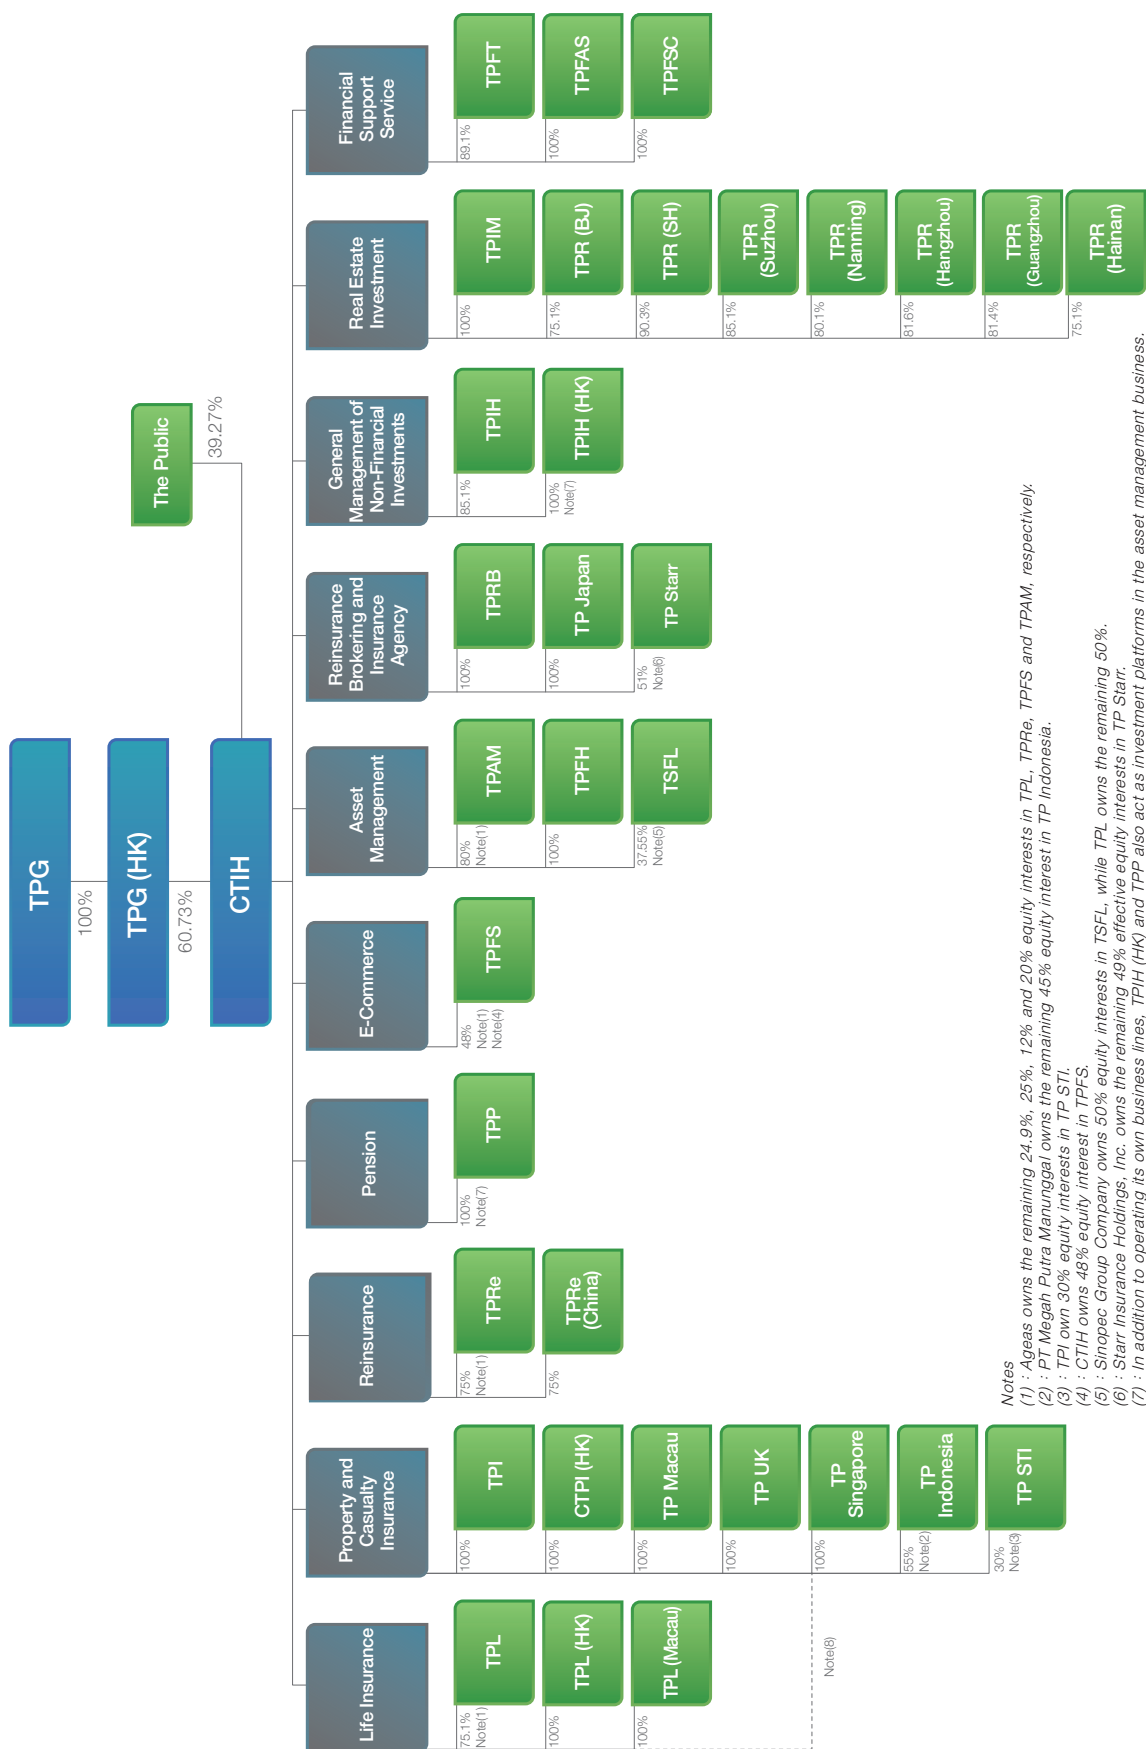 TPG
100%
TPG (HK)
60.73%
The Public
39.27%
CTIH
Life Insurance
75.1%
Note(1)
TPL
100%
TPL (HK)
100%
TPL (Macau)
Note(8)
Property and
Casualty
Insurance
100%
TPI
100%
CTPI (HK)
100%
TP Macau
100%
TP UK
100%
TP
Singapore
55%
Note(2)
TP
Indonesia
30%
Note(3)
TP STI
Reinsurance
75%
Note(1)
TPRe
75%
TPRe
(China)
Pension
100%
Note(7)
TPP
E-Commerce
48%
Note(1)
Note(4)
TPFS
Asset
Management
80%
Note(1)
TPAM
100%
TPFH
37.55%
Note(5)
TSFL
Reinsurance
Brokering and
Insurance
Agency
100%
TPRB
100%
TP Japan
51%
Note(6)
TP Starr
General
Management of
Non-Financial
Investments
85.1%
TPIH
100%
Note(7)
TPIH (HK)
Real Estate
Investment
100%
TPIM
75.1%
TPR (BJ)
90.3%
TPR (SH)
85.1%
TPR
(Suzhou)
80.1%
TPR
(Nanning)
81.6%
TPR
(Hangzhou)
81.4%
TPR
(Guangzhou)
75.1%
TPR
(Hainan)
Financial
Support
Service
89.1%
TPFT
100%
TPFAS
100%
TPFSC
Notes
(1) : Ageas owns the remaining 24.9%, 25%, 12% and 20% equity interests in TPL, TPRe, TPFS and TPAM, respectively.
(2) : PT Megah Putra Manunggal owns the remaining 45% equity interest in TP Indonesia.
(3) : TPI own 30% equity interests in TP STI.
(4) : CTIH owns 48% equity interest in TPFS.
(5) : Sinopec Group Company owns 50% equity interests in TSFL, while TPL owns the remaining 50%.
(6) : Starr Insurance Holdings, Inc. owns the remaining 49% effective equity interests in TP Starr.
(7) : In addition to operating its own business lines, TPIH (HK) and TPP also act as investment platforms in the asset management business.